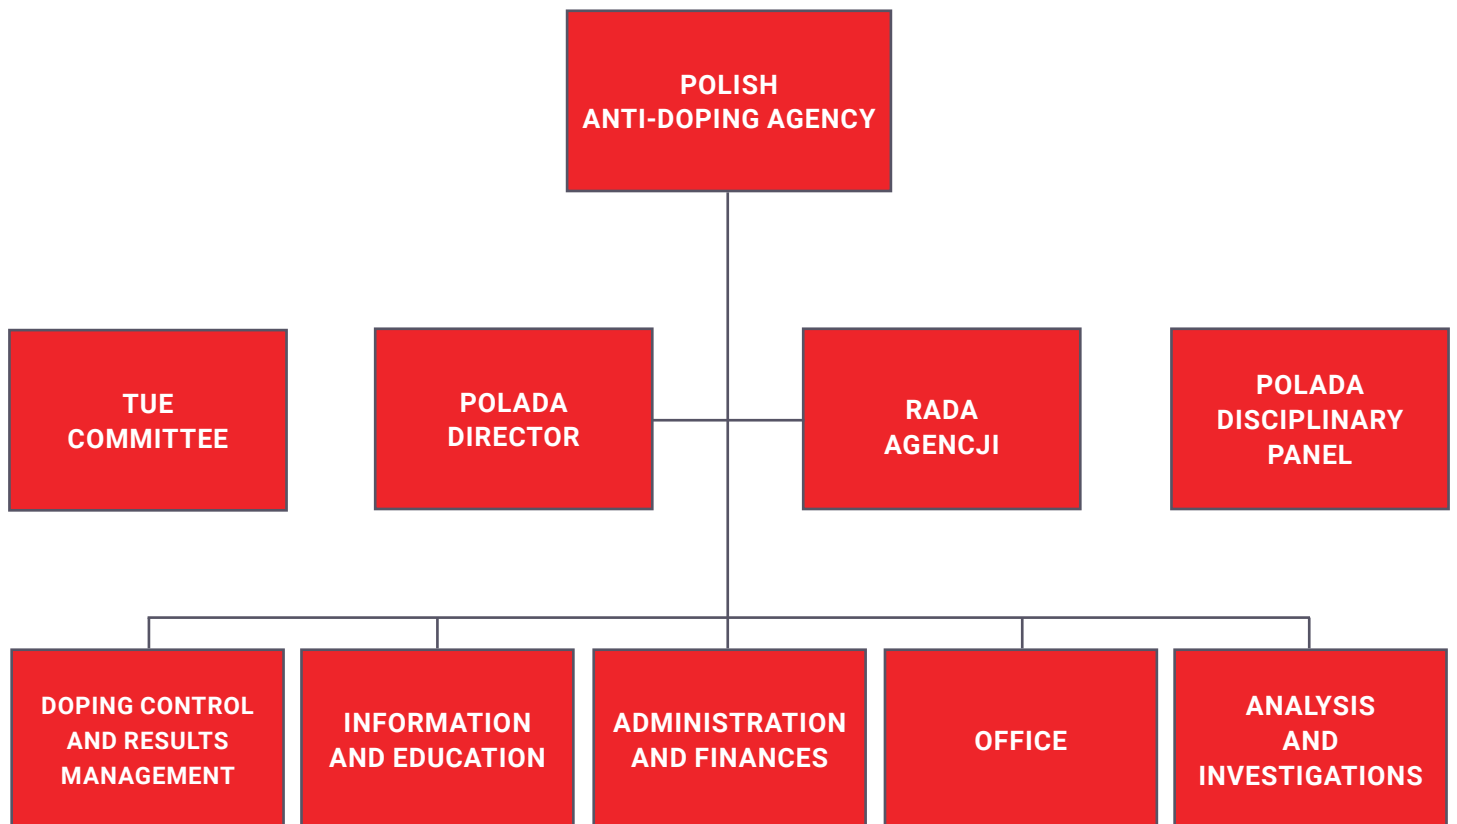 POLISH
ANTI-DOPING AGENCY
TUE
COMMITTEE
POLADA
DIRECTOR
RADA
AGENCJI
POLADA
DISCIPLINARY
PANEL
DOPING CONTROL
AND RESULTS
MANAGEMENT
INFORMATION
AND EDUCATION
ADMINISTRATION
AND FINANCES
OFFICE
ANALYSIS
AND
INVESTIGATIONS